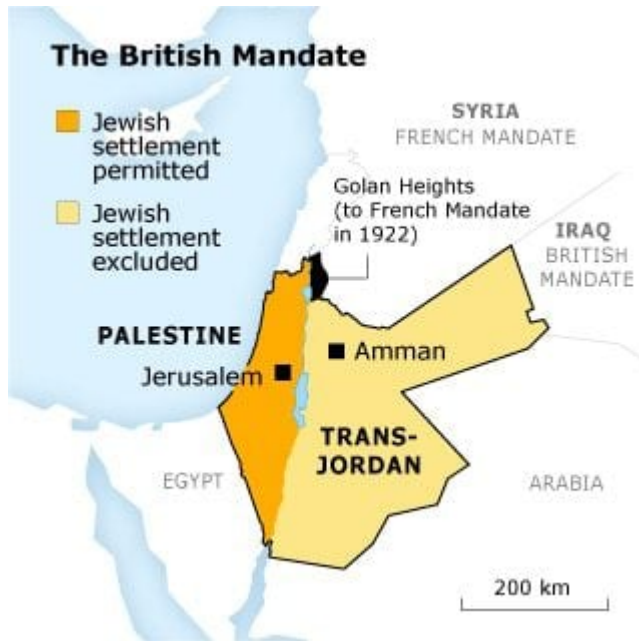 The British Mandate
Jewish
settlement
permitted
Jewish
settlement
excluded
SYRIA
FRENCH MANDATE
Golan Heights
(to French Mandate
in 1922)
IRAQ
BRITISH
MANDATE
PALESTINE
Jerusalem
Amman
TRANS-
JORDAN
EGYPT
ARABIA
200 km